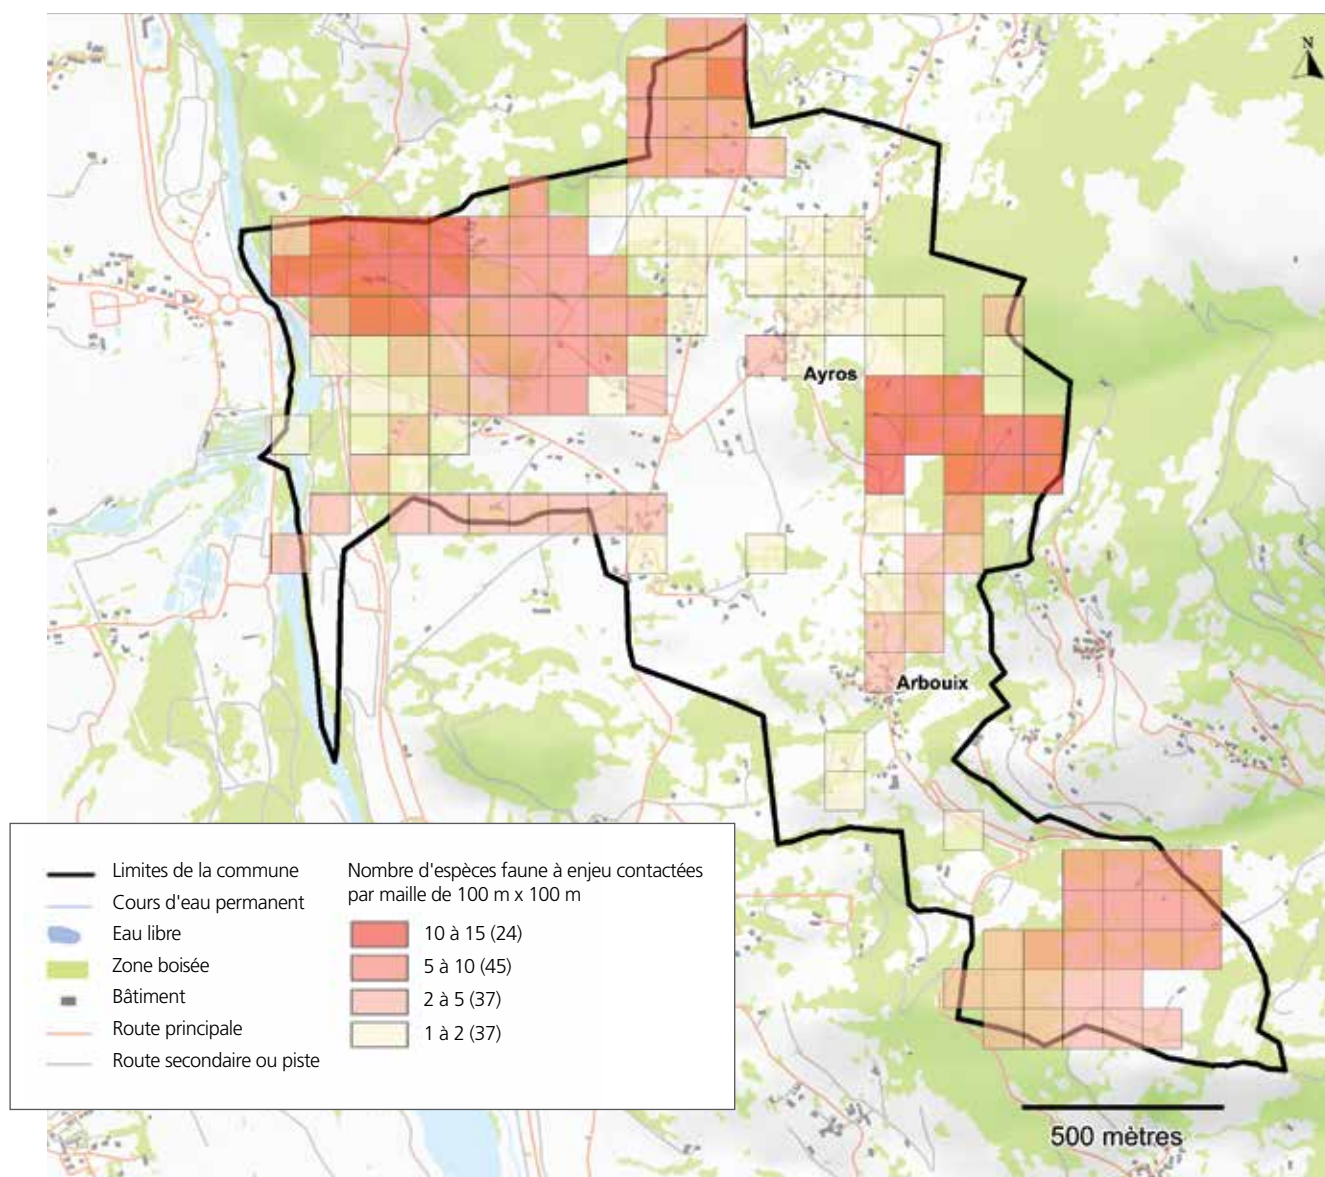 N
Ayros
Arbouix
Limites de la commune
Cours d'eau permanent
Eau libre
Zone boisée
Bâtiment
Route principale
Route secondaire ou piste
Nombre d'espèces faune à enjeu contactées
par maille de 100 m x 100 m
10 à 15 (24)
5 à 10 (45)
2 à 5 (37)
1 à 2 (37)
500 mètres